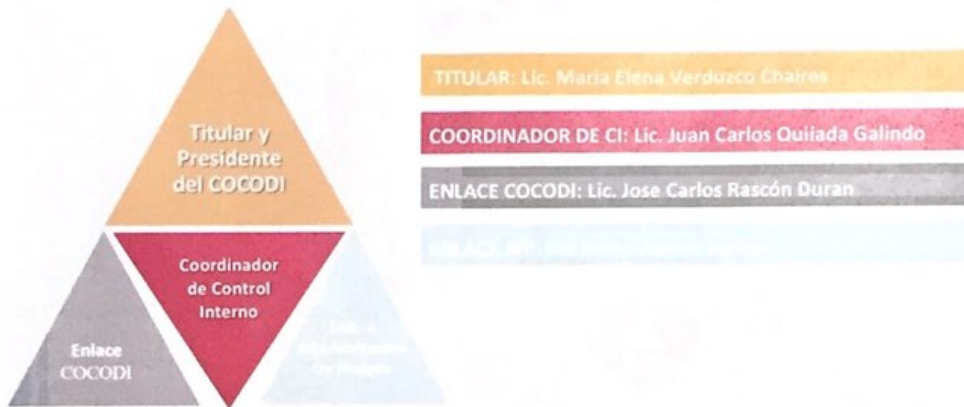 Titular y
Presidente
del COCODI
Coordinador
de Control
Interno
Enlace
COCODI
TITULAR: Lic. Maria Elena Verduzco Chaires
COORDINADOR DE CI: Lic. Juan Carlos Quijada Galindo
ENLACE COCODI: Lic. Jose Carlos Rascón Duran
ENLACE